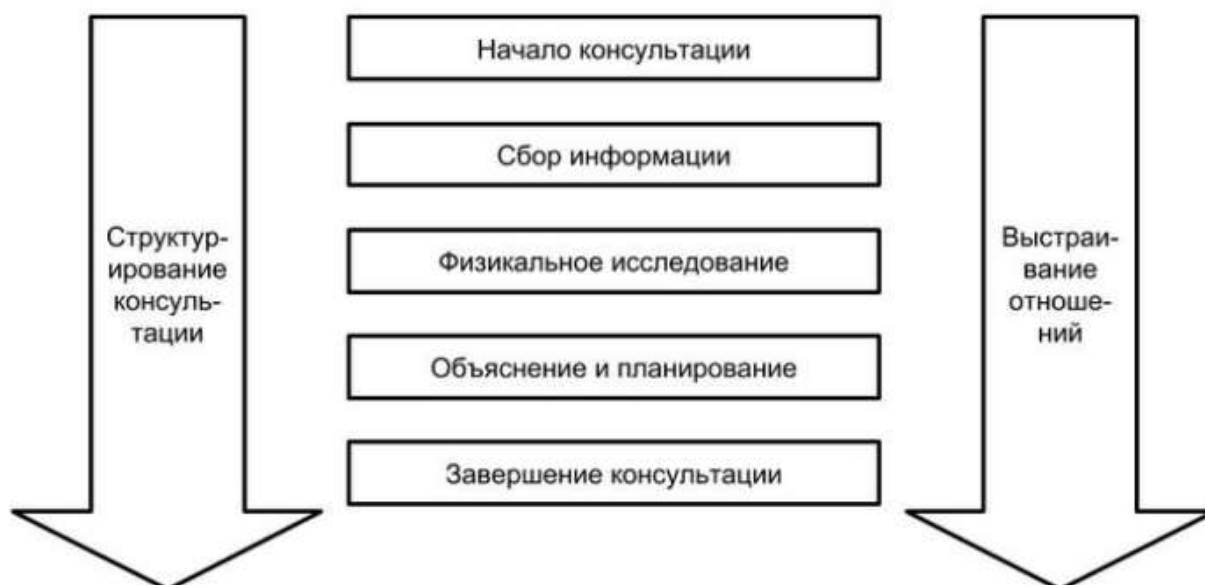 Начало консультации
Сбор информации
Структур-
ирование
консуль-
тации
Физикальное исследование
Выстраи-
вание
отноше-
ний
Объяснение и планирование
Завершение консультации